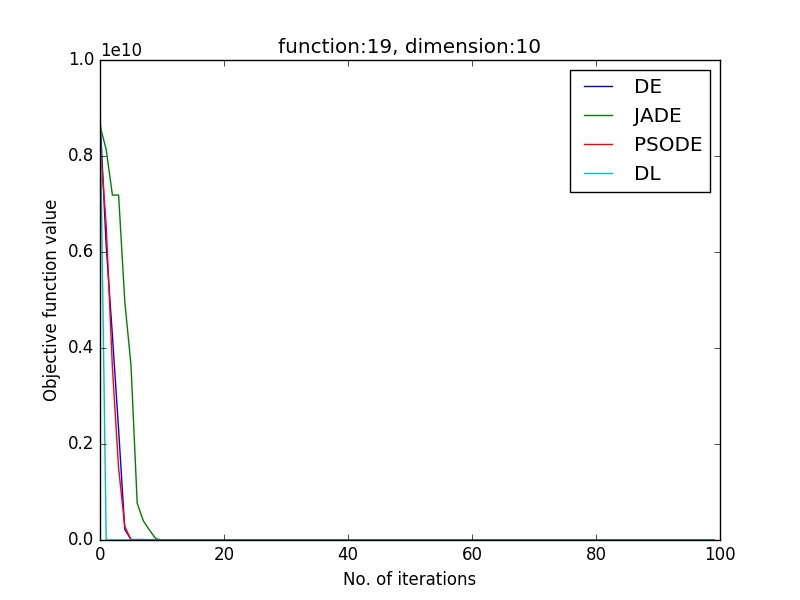 function:19, dimension:10
1e10
1.0
0.8
0.6
0.4
0.2
0.0
Objective function value
DE
JADE
PSODE
DL
0 20 40 60 80 100
No. of iterations